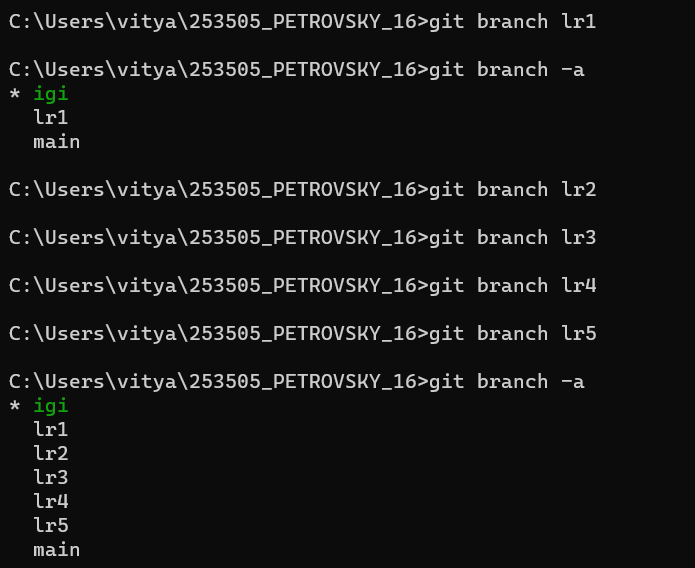 C:\Users\vitya\253505_PETROVSKY_16>git branch lr1
C:\Users\vitya\253505_PETROVSKY_16>git branch -a
* igi
  lr1
  main
C:\Users\vitya\253505_PETROVSKY_16>git branch lr2
C:\Users\vitya\253505_PETROVSKY_16>git branch lr3
C:\Users\vitya\253505_PETROVSKY_16>git branch lr4
C:\Users\vitya\253505_PETROVSKY_16>git branch lr5
C:\Users\vitya\253505_PETROVSKY_16>git branch -a
* igi
  lr1
  lr2
  lr3
  lr4
  lr5
  main